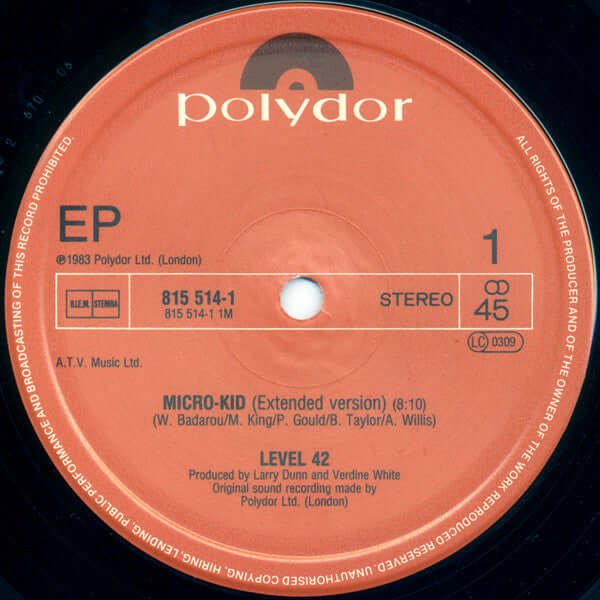 polydor
EP
1
℗1983 Polydor Ltd. (London)
B.I.E.M. STEMRA
815 514-1
815 514-1 1M
STEREO
45
LC 0309
A.T.V. Music Ltd.
MICRO-KID (Extended version) (8:10)
(W. Badarou/M. King/P. Gould/B. Taylor/A. Willis)
LEVEL 42
Produced by Larry Dunn and Verdine White
Original sound recording made by
Polydor Ltd. (London)
ALL RIGHTS OF THE PRODUCER AND OF THE OWNER OF THE WORK REPRODUCED RESERVED. UNAUTHORISED COPYING, HIRING, LENDING, PUBLIC PERFORMANCE AND BROADCASTING OF THIS RECORD PROHIBITED.